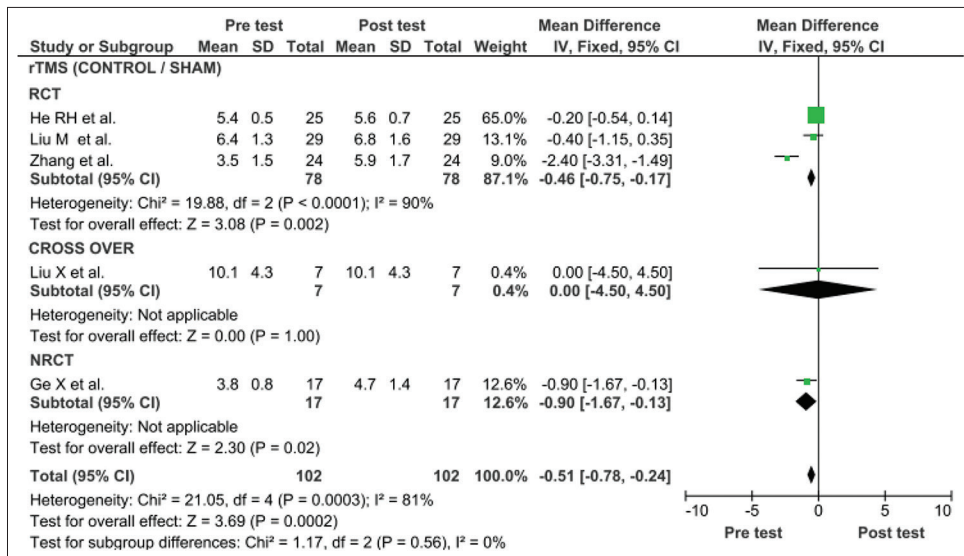 Pre test Post test Mean Difference Mean Difference
Study or Subgroup Mean SD Total Mean SD Total Weight IV, Fixed, 95% CI IV, Fixed, 95% CI
rTMS (CONTROL / SHAM)
RCT
He RH et al. 5.4 0.5 25 5.6 0.7 25 65.0% -0.20 [-0.54, 0.14]
Liu M et al. 6.4 1.3 29 6.8 1.6 29 13.1% -0.40 [-1.15, 0.35]
Zhang et al. 3.5 1.5 24 5.9 1.7 24 9.0% -2.40 [-3.31, -1.49]
Subtotal (95% CI) 78 78 87.1% -0.46 [-0.75, -0.17]
Heterogeneity: Chi² = 19.88, df = 2 (P < 0.0001); I² = 90%
Test for overall effect: Z = 3.08 (P = 0.002)
CROSS OVER
Liu X et al. 10.1 4.3 7 10.1 4.3 7 0.4% 0.00 [-4.50, 4.50]
Subtotal (95% CI) 7 7 0.4% 0.00 [-4.50, 4.50]
Heterogeneity: Not applicable
Test for overall effect: Z = 0.00 (P = 1.00)
NRCT
Ge X et al. 3.8 0.8 17 4.7 1.4 17 12.6% -0.90 [-1.67, -0.13]
Subtotal (95% CI) 17 17 12.6% -0.90 [-1.67, -0.13]
Heterogeneity: Not applicable
Test for overall effect: Z = 2.30 (P = 0.02)
Total (95% CI) 102 102 100.0% -0.51 [-0.78, -0.24]
Heterogeneity: Chi² = 21.05, df = 4 (P = 0.0003); I² = 81%
Test for overall effect: Z = 3.69 (P = 0.0002)
Test for subgroup differences: Chi² = 1.17, df = 2 (P = 0.56), I² = 0%
-10 -5 0 5 10
Pre test Post test